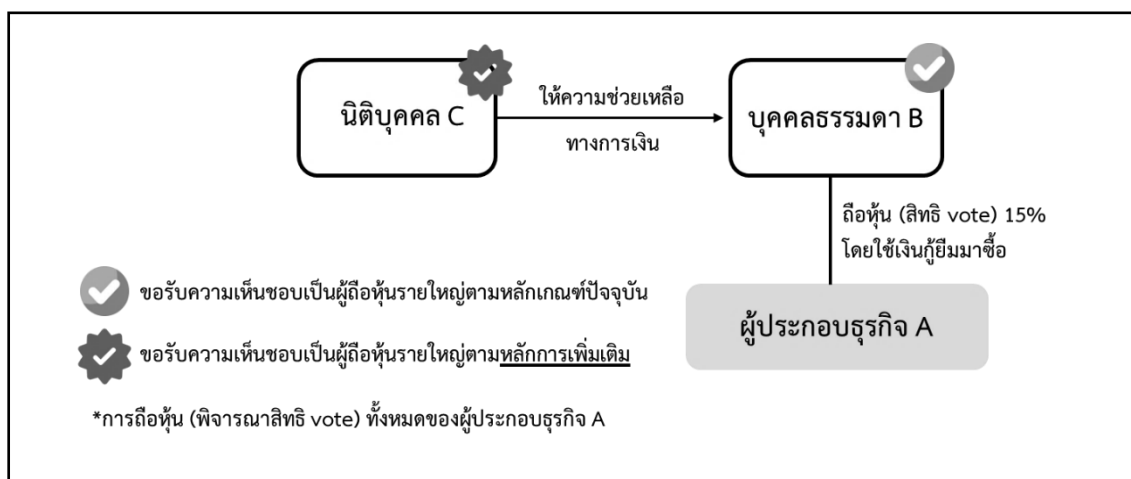 นิติบุคคล C
ให้ความช่วยเหลือ
ทางการเงิน
บุคคลธรรมดา B
ถือหุ้น (สิทธิ vote) 15%
โดยใช้เงินกู้ยืมมาซื้อ
ผู้ประกอบธุรกิจ A
ขอรับความเห็นชอบเป็นผู้ถือหุ้นรายใหญ่ตามหลักเกณฑ์ปัจจุบัน
ขอรับความเห็นชอบเป็นผู้ถือหุ้นรายใหญ่ตามหลักการเพิ่มเติม
*การถือหุ้น (พิจารณาสิทธิ vote) ทั้งหมดของผู้ประกอบธุรกิจ A